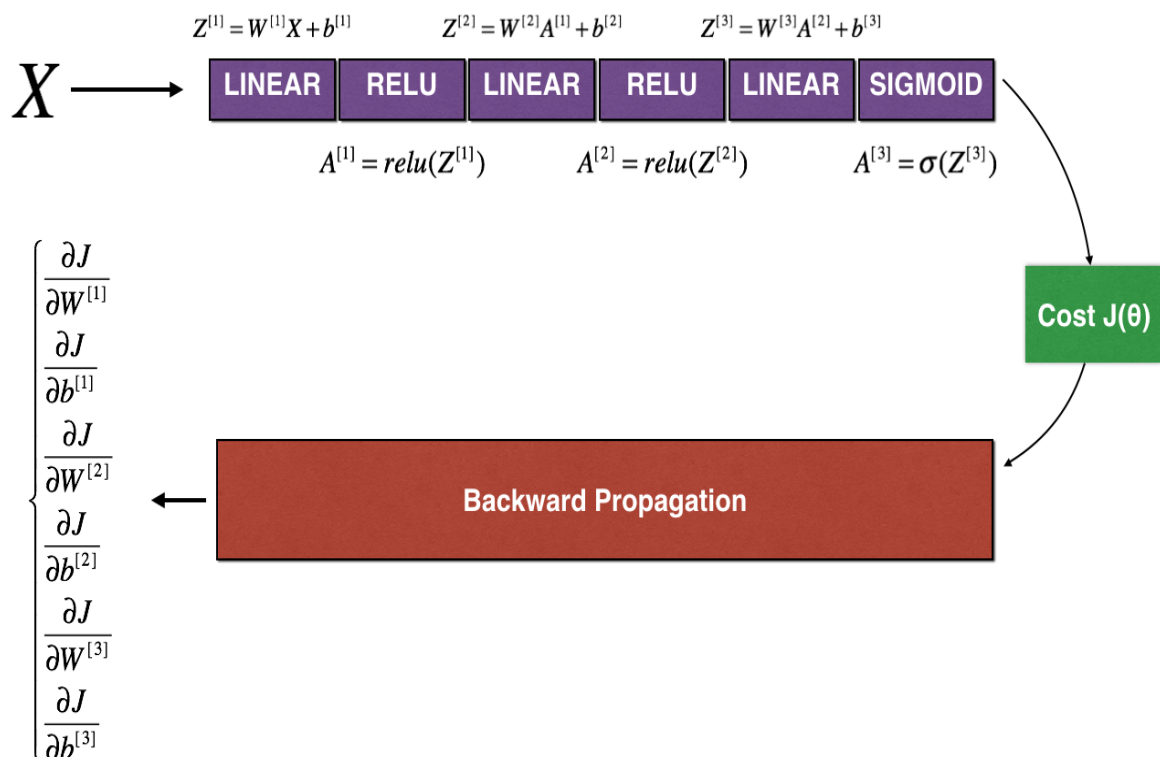 Z^{[1]} = W^{[1]}X + b^{[1]} Z^{[2]} = W^{[2]}A^{[1]} + b^{[2]} Z^{[3]} = W^{[3]}A^{[2]} + b^{[3]}
X LINEAR RELU LINEAR RELU LINEAR SIGMOID
A^{[1]} = relu(Z^{[1]}) A^{[2]} = relu(Z^{[2]}) A^{[3]} = σ(Z^{[3]})
Cost J(θ)
Backward Propagation
∂J
∂W^{[1]}
∂J
∂b^{[1]}
∂J
∂W^{[2]}
∂J
∂b^{[2]}
∂J
∂W^{[3]}
∂J
∂b^{[3]}